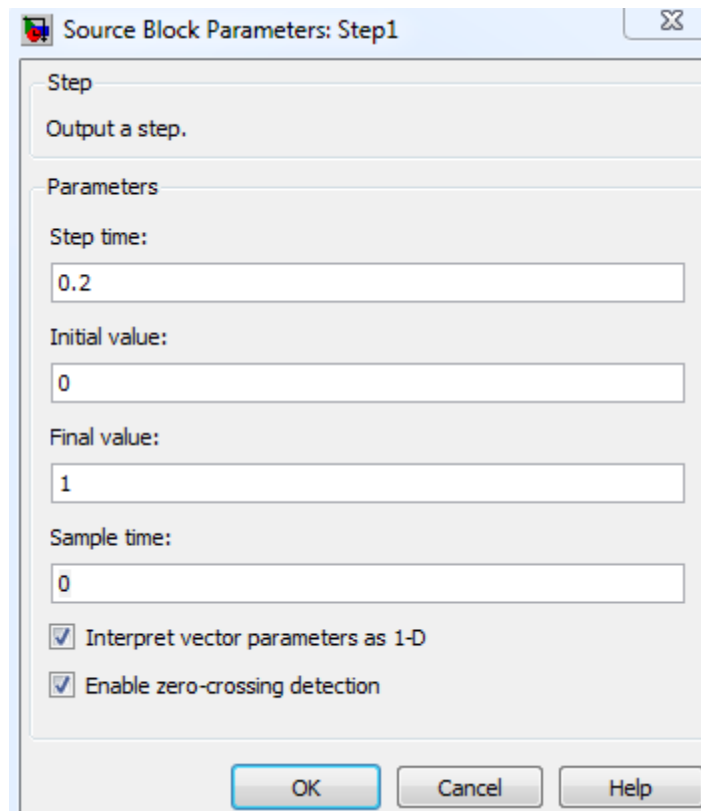 Source Block Parameters: Step1
Step
Output a step.
Parameters
Step time:
0.2
Initial value:
0
Final value:
1
Sample time:
0
Interpret vector parameters as 1-D
Enable zero-crossing detection
OK Cancel Help